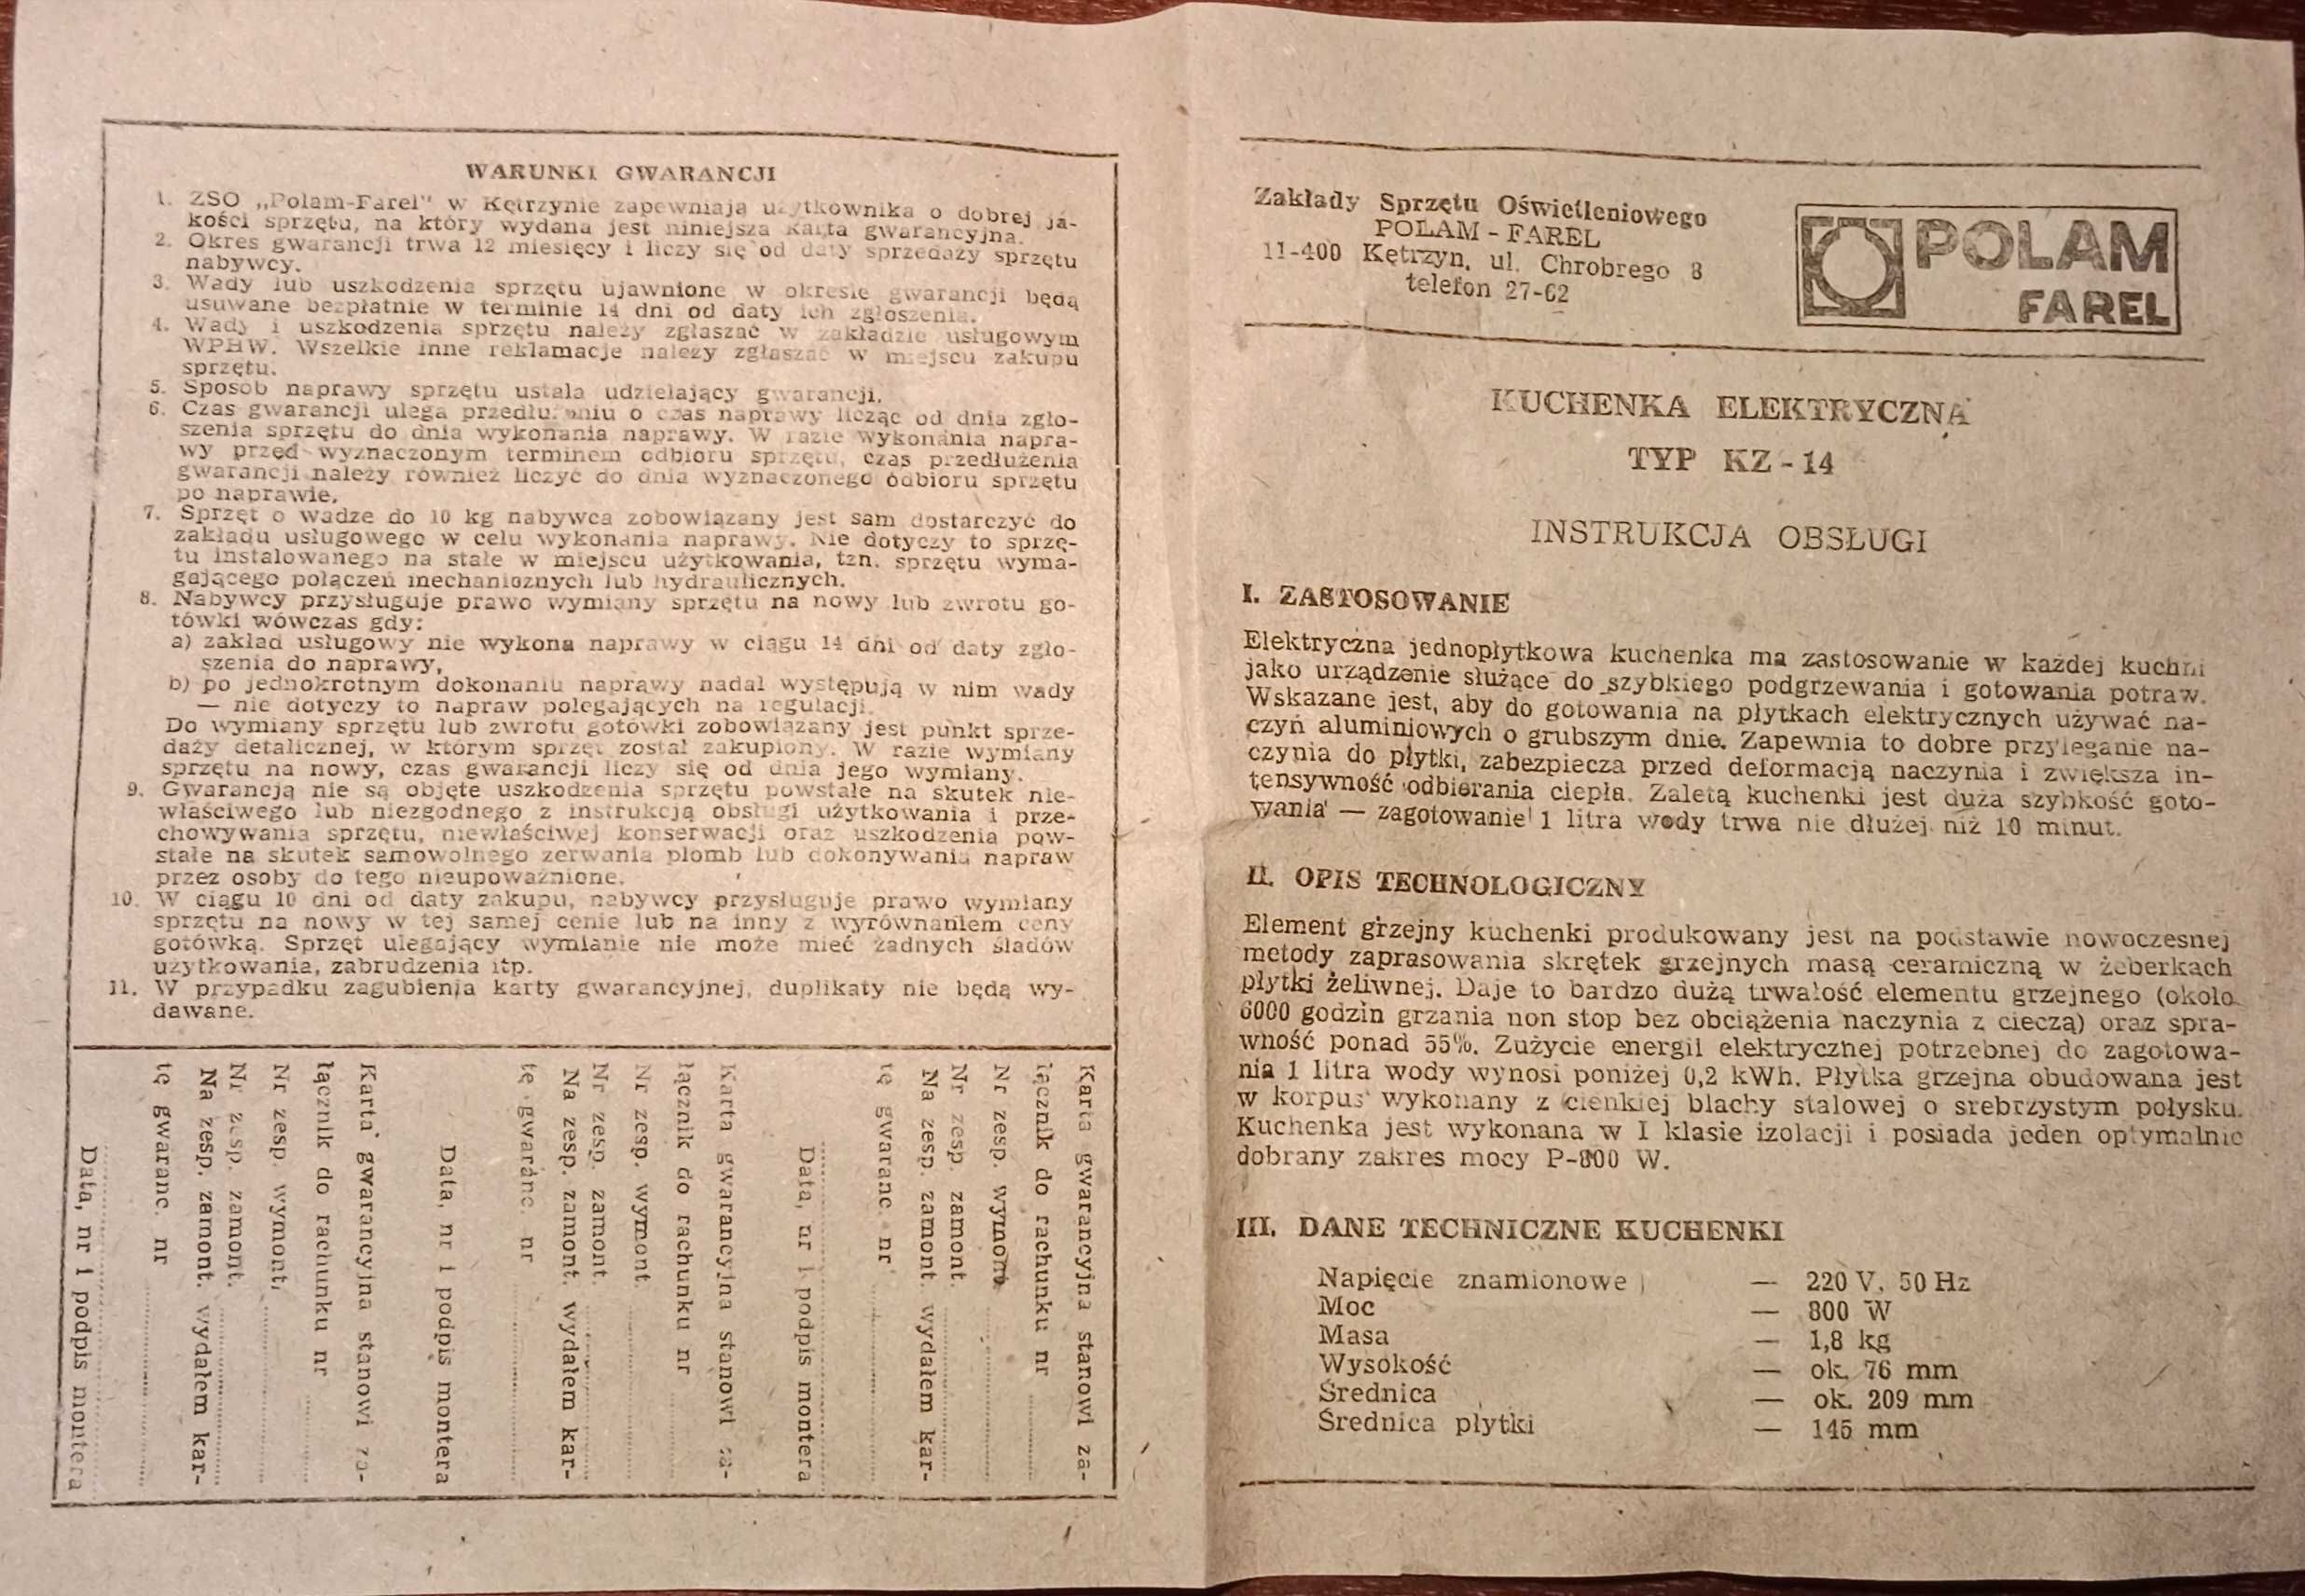 WARUNKI GWARANCJI
1. ZSO „Polam-Farel" w Kętrzynie zapewniają użytkownika o dobrej ja-
kości sprzętu, na który wydana jest niniejsza Karta gwarancyjna.
2. Okres gwarancji trwa 12 miesięcy i liczy się od daty sprzedaży sprzętu
nabywcy.
3. Wady lub uszkodzenia sprzętu ujawnione w okresie gwarancji będą
usuwane bezpłatnie w terminie 14 dni od daty ich zgłoszenia.
4. Wady i uszkodzenia sprzętu należy zgłaszać w zakładzie usługowym
WPHW. Wszelkie inne reklamacje należy zgłaszać w miejscu zakupu
sprzętu.
5. Sposób naprawy sprzętu ustala udzielający gwarancji.
6. Czas gwarancji ulega przedłużeniu o czas naprawy licząc od dnia zgło-
szenia sprzętu do dnia wykonania naprawy. W razie wykonania napra-
wy przed wyznaczonym terminem odbioru sprzętu, czas przedłużenia
gwarancji należy również liczyć do dnia wyznaczonego odbioru sprzętu
po naprawie.
7. Sprzęt o wadze do 10 kg nabywca zobowiązany jest sam dostarczyć do
zakładu usługowego w celu wykonania naprawy. Nie dotyczy to sprzę-
tu instalowanego na stałe w miejscu użytkowania, tzn. sprzętu wyma-
gającego połączeń mechanicznych lub hydraulicznych.
8. Nabywcy przysługuje prawo wymiany sprzętu na nowy lub zwrotu go-
tówki wówczas gdy:
a) zakład usługowy nie wykona naprawy w ciągu 14 dni od daty zgło-
szenia do naprawy,
b) po jednokrotnym dokonaniu naprawy nadal występują w nim wady
— nie dotyczy to napraw polegających na regulacji.
Do wymiany sprzętu lub zwrotu gotówki zobowiązany jest punkt sprze-
daży detalicznej, w którym sprzęt został zakupiony. W razie wymiany
sprzętu na nowy, czas gwarancji liczy się od dnia jego wymiany.
9. Gwarancją nie są objęte uszkodzenia sprzętu powstałe na skutek nie-
właściwego lub niezgodnego z instrukcją obsługi użytkowania i prze-
chowywania sprzętu, niewłaściwej konserwacji oraz uszkodzenia pow-
stałe na skutek samowolnego zerwania plomb lub dokonywania napraw
przez osoby do tego nieupoważnione.
10. W ciągu 10 dni od daty zakupu, nabywcy przysługuje prawo wymiany
sprzętu na nowy w tej samej cenie lub na inny z wyrównaniem ceny
gotówką. Sprzęt ulegający wymianie nie może mieć żadnych śladów
użytkowania, zabrudzenia itp.
11. W przypadku zagubienia karty gwarancyjnej, duplikaty nie będą wy-
dawane.
Karta gwarancyjna stanowi za-
łącznik do rachunku nr
Nr zesp. wymont.
Nr zesp. zamont.
Na zesp. zamont. wydałem kar-
tę gwaranc. nr
Data, nr i podpis montera
Karta gwarancyjna stanowi za-
łącznik do rachunku nr
Nr zesp. wymont.
Nr zesp. zamont.
Na zesp. zamont. wydałem kar-
tę gwaranc. nr
Data, nr i podpis montera
Karta gwarancyjna stanowi za-
łącznik do rachunku nr
Nr zesp. wymont.
Nr zesp. zamont.
Na zesp. zamont. wydałem kar-
tę gwaranc. nr
Data, nr i podpis montera
Zakłady Sprzętu Oświetleniowego
POLAM - FAREL
11-400 Kętrzyn, ul. Chrobrego 8
telefon 27-62
POLAM
FAREL
KUCHENKA ELEKTRYCZNA
TYP KZ-14
INSTRUKCJA OBSŁUGI
I. ZASTOSOWANIE
Elektryczna jednopłytkowa kuchenka ma zastosowanie w każdej kuchni
jako urządzenie służące do szybkiego podgrzewania i gotowania potraw.
Wskazane jest, aby do gotowania na płytkach elektrycznych używać na-
czyń aluminiowych o grubszym dnie. Zapewnia to dobre przyleganie na-
czynia do płytki, zabezpiecza przed deformacją naczynia i zwiększa in-
tensywność odbierania ciepła. Zaletą kuchenki jest duża szybkość goto-
wania — zagotowanie 1 litra wody trwa nie dłużej niż 10 minut.
II. OPIS TECHNOLOGICZNY
Element grzejny kuchenki produkowany jest na podstawie nowoczesnej
metody zaprasowania skrętek grzejnych masą ceramiczną w żeberkach
płytki żeliwnej. Daje to bardzo dużą trwałość elementu grzejnego (około
6000 godzin grzania non stop bez obciążenia naczynia z cieczą) oraz spra-
wność ponad 55%. Zużycie energii elektrycznej potrzebnej do zagotowa-
nia 1 litra wody wynosi poniżej 0,2 kWh. Płytka grzejna obudowana jest
w korpus wykonany z cienkiej blachy stalowej o srebrzystym połysku.
Kuchenka jest wykonana w I klasie izolacji i posiada jeden optymalnie
dobrany zakres mocy P-800 W.
III. DANE TECHNICZNE KUCHENKI
Napięcie znamionowe — 220 V, 50 Hz
Moc — 800 W
Masa — 1,8 kg
Wysokość — ok. 76 mm
Średnica — ok. 209 mm
Średnica płytki — 145 mm